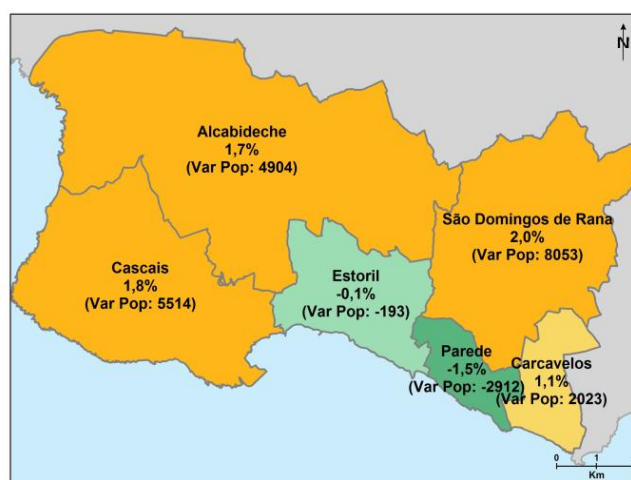 N
Alcabideche
1,7%
(Var Pop: 4904)
São Domingos de Rana
2,0%
(Var Pop: 8053)
Cascais
1,8%
(Var Pop: 5514)
Estoril
-0,1%
(Var Pop: -193)
Parede
-1,5%
(Var Pop: -2912)
Carcavelos
1,1%
(Var Pop: 2023)
0 1
Km